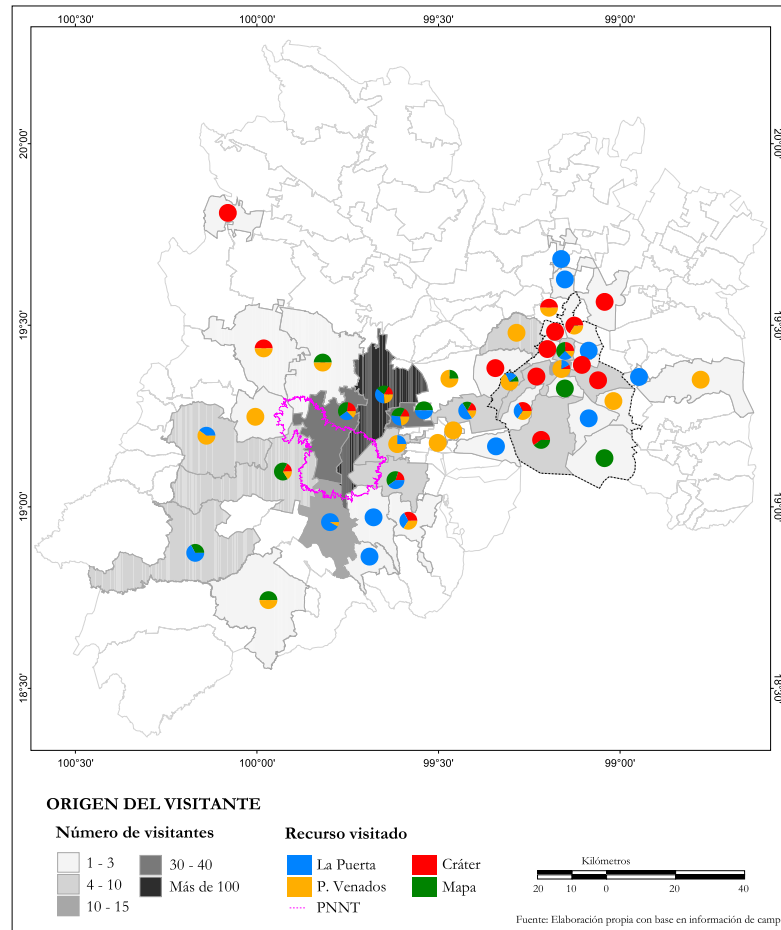 100°30' 100°00' 99°30' 99°00'
20°00' 20°00'
19°30' 19°30'
19°00' 19°00'
18°30' 18°30'
100°30' 100°00' 99°30' 99°00'
ORIGEN DEL VISITANTE
Número de visitantes
1 - 3
4 - 10
10 - 15
30 - 40
Más de 100
Recurso visitado
La Puerta
P. Venados
PNNT
Cráter
Mapa
Kilómetros
20 10 0 20 40
Fuente: Elaboración propia con base en información de camp